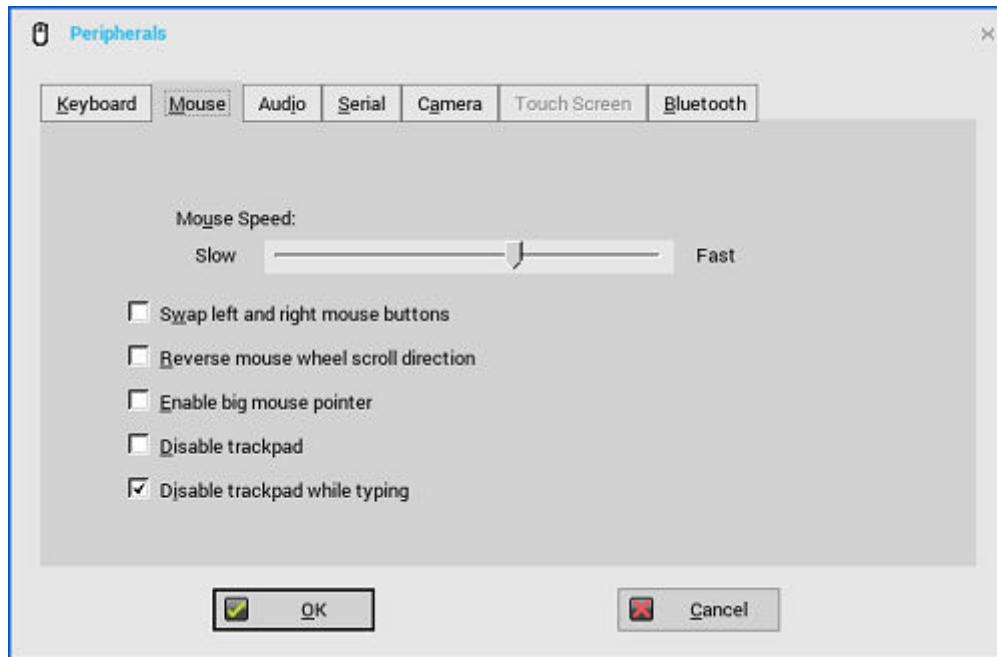 Peripherals
Keyboard Mouse Audio Serial Camera Touch Screen Bluetooth
Mouse Speed:
Slow Fast
Swap left and right mouse buttons
Reverse mouse wheel scroll direction
Enable big mouse pointer
Disable trackpad
Disable trackpad while typing
OK Cancel